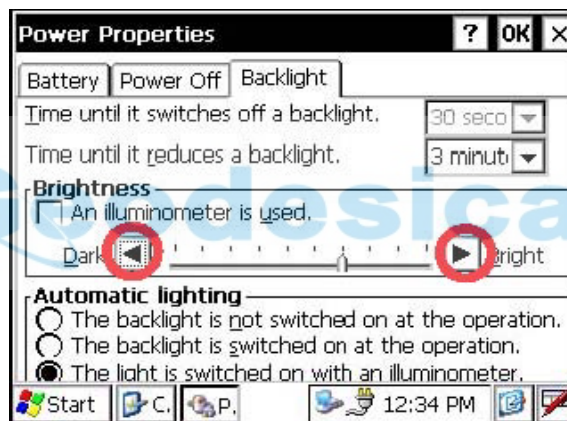 Power Properties ? OK ×
Battery Power Off Backlight
Time until it switches off a backlight. 30 seco
Time until it reduces a backlight. 3 minut
Brightness
An illuminometer is used.
Dark Bright
Automatic lighting
The backlight is not switched on at the operation.
The backlight is switched on at the operation.
The light is switched on with an illuminometer.
Start C. P. 12:34 PM
Geodesical